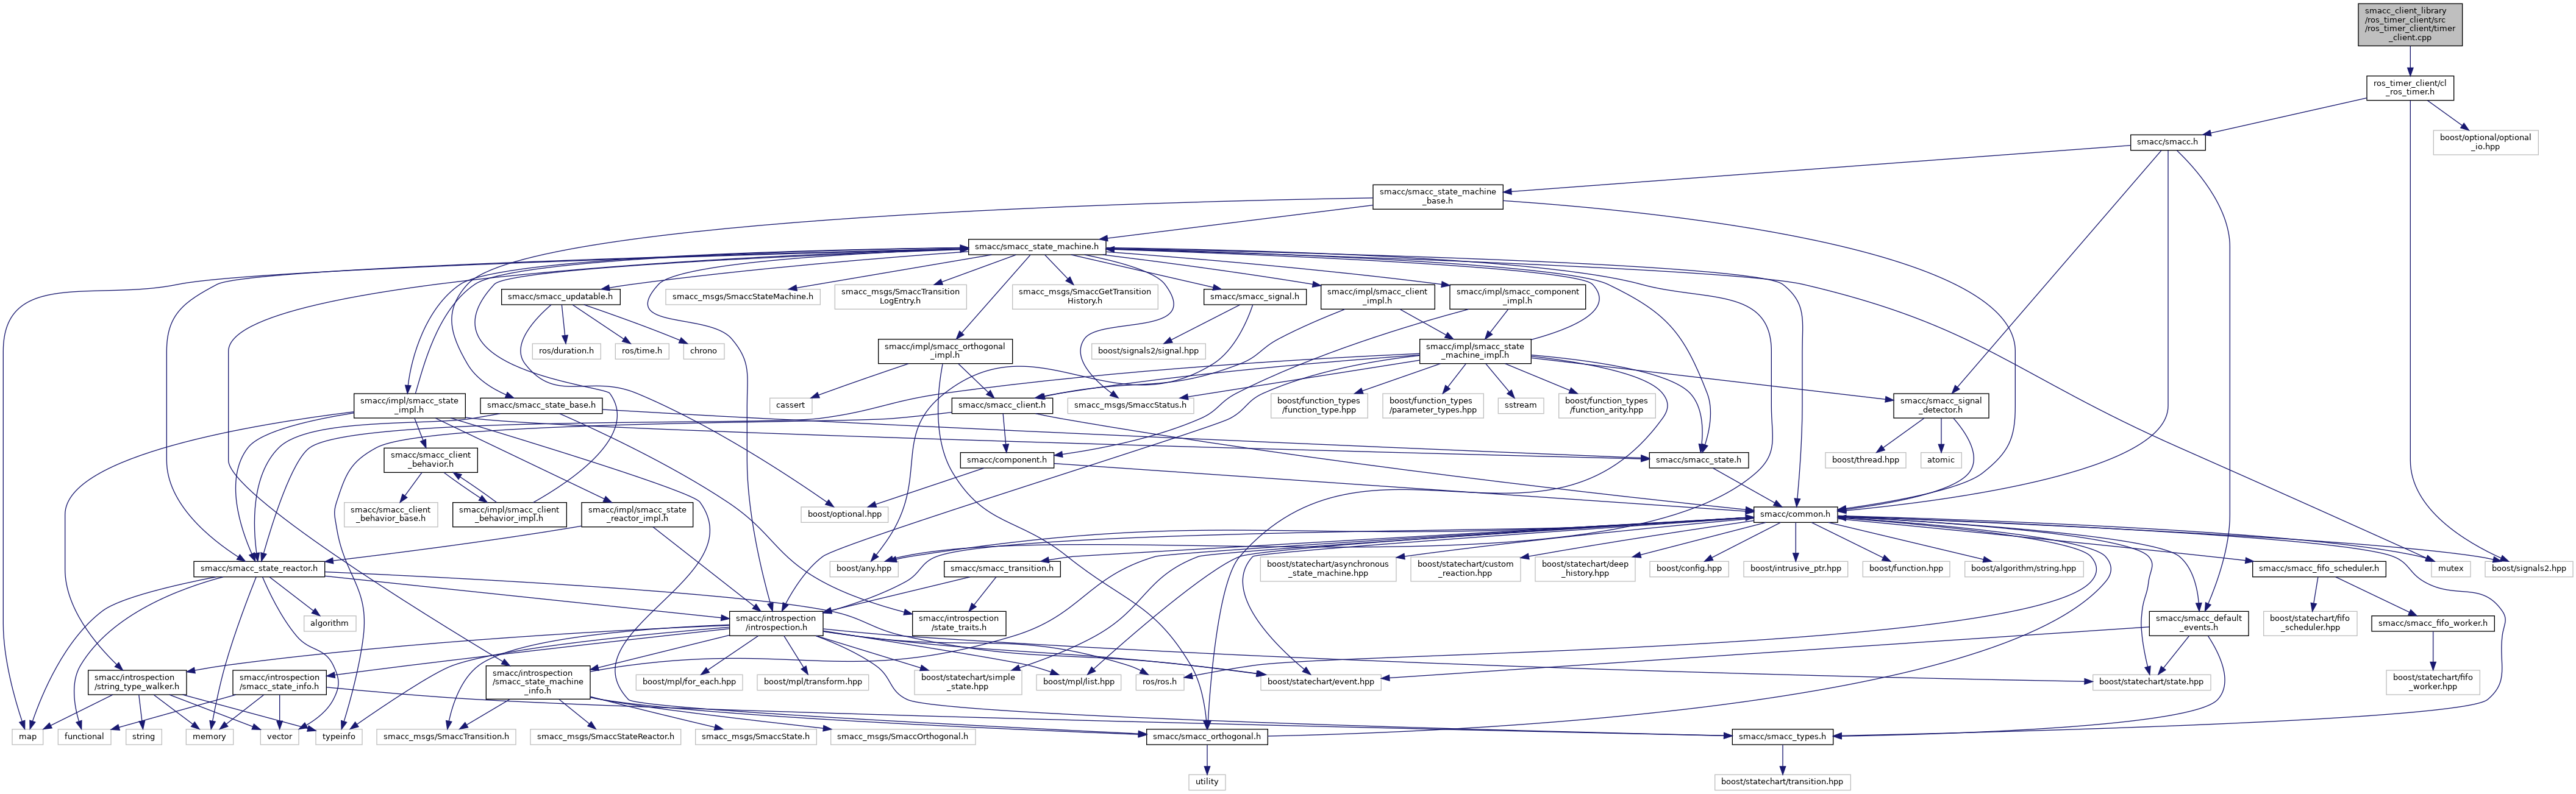 smacc_client_library
/ros_timer_client/src
/ros_timer_client/timer
_client.cpp
ros_timer_client/cl
_ros_timer.h
smacc/smacc.h
boost/optional/optional
_io.hpp
smacc/smacc_state_machine
_base.h
smacc/smacc_state_machine.h
smacc/smacc_updatable.h
smacc_msgs/SmaccStateMachine.h
smacc_msgs/SmaccTransition
LogEntry.h
smacc_msgs/SmaccGetTransition
History.h
smacc/smacc_signal.h
smacc/impl/smacc_client
_impl.h
smacc/impl/smacc_component
_impl.h
ros/duration.h
ros/time.h
chrono
smacc/impl/smacc_orthogonal
_impl.h
boost/signals2/signal.hpp
smacc/impl/smacc_state
_machine_impl.h
smacc/impl/smacc_state
_impl.h
smacc/smacc_state_base.h
cassert
smacc/smacc_client.h
smacc_msgs/SmaccStatus.h
boost/function_types
/function_type.hpp
boost/function_types
/parameter_types.hpp
sstream
boost/function_types
/function_arity.hpp
smacc/smacc_signal
_detector.h
smacc/smacc_client
_behavior.h
smacc/component.h
smacc/smacc_state.h
boost/thread.hpp
atomic
smacc/smacc_client
_behavior_base.h
smacc/impl/smacc_client
_behavior_impl.h
smacc/impl/smacc_state
_reactor_impl.h
boost/optional.hpp
smacc/common.h
smacc/smacc_state_reactor.h
boost/any.hpp
smacc/smacc_transition.h
boost/statechart/asynchronous
_state_machine.hpp
boost/statechart/custom
_reaction.hpp
boost/statechart/deep
_history.hpp
boost/config.hpp
boost/intrusive_ptr.hpp
boost/function.hpp
boost/algorithm/string.hpp
smacc/smacc_fifo_scheduler.h
mutex
boost/signals2.hpp
algorithm
smacc/introspection
/introspection.h
smacc/introspection
/state_traits.h
smacc/smacc_default
_events.h
boost/statechart/fifo
_scheduler.hpp
smacc/smacc_fifo_worker.h
smacc/introspection
/string_type_walker.h
smacc/introspection
/smacc_state_info.h
smacc/introspection
/smacc_state_machine
_info.h
boost/mpl/for_each.hpp
boost/mpl/transform.hpp
boost/statechart/simple
_state.hpp
boost/mpl/list.hpp
ros/ros.h
boost/statechart/event.hpp
boost/statechart/state.hpp
boost/statechart/fifo
_worker.hpp
map
functional
string
memory
vector
typeinfo
smacc_msgs/SmaccTransition.h
smacc_msgs/SmaccStateReactor.h
smacc_msgs/SmaccState.h
smacc_msgs/SmaccOrthogonal.h
smacc/smacc_orthogonal.h
smacc/smacc_types.h
utility
boost/statechart/transition.hpp